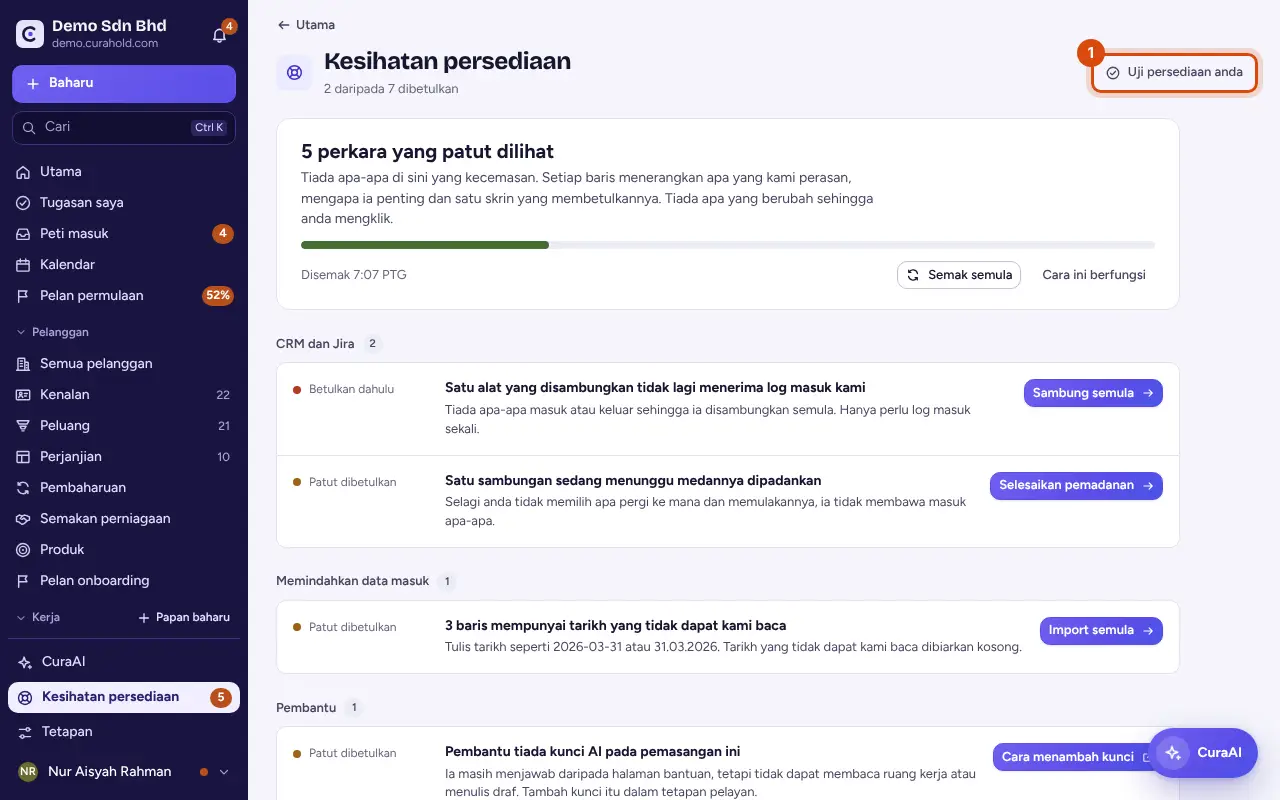 Demo Sdn Bhd
demo.curahold.com
4
Baharu
Cari
Ctrl K
Utama
Tugasan saya
Peti masuk
4
Kalendar
Pelan permulaan
52%
Pelanggan
Semua pelanggan
Kenalan
22
Peluang
21
Perjanjian
10
Pembaharuan
Semakan perniagaan
Produk
Pelan onboarding
Kerja
Papan baharu
CuraAI
Kesihatan persediaan
5
Tetapan
NR
Nur Aisyah Rahman
Utama
Kesihatan persediaan
2 daripada 7 dibetulkan
1
Uji persediaan anda
5 perkara yang patut dilihat
Tiada apa-apa di sini yang kecemasan. Setiap baris menerangkan apa yang kami perasan,
mengapa ia penting dan satu skrin yang membetulkannya. Tiada apa yang berubah sehingga
anda mengklik.
Disemak 7:07 PTG
Semak semula
Cara ini berfungsi
CRM dan Jira
2
Betulkan dahulu
Satu alat yang disambungkan tidak lagi menerima log masuk kami
Tiada apa-apa masuk atau keluar sehingga ia disambungkan semula. Hanya perlu log masuk
sekali.
Sambung semula
Patut dibetulkan
Satu sambungan sedang menunggu medannya dipadankan
Selagi anda tidak memilih apa pergi ke mana dan memulakannya, ia tidak membawa masuk
apa-apa.
Selesaikan pemadanan
Memindahkan data masuk
1
Patut dibetulkan
3 baris mempunyai tarikh yang tidak dapat kami baca
Tulis tarikh seperti 2026-03-31 atau 31.03.2026. Tarikh yang tidak dapat kami baca dibiarkan kosong.
Import semula
Pembantu
1
Patut dibetulkan
Pembantu tiada kunci AI pada pemasangan ini
Ia masih menjawab daripada halaman bantuan, tetapi tidak dapat membaca ruang kerja atau
menulis draf. Tambah kunci itu dalam tetapan pelayan.
Cara menambah kunci
CuraAI